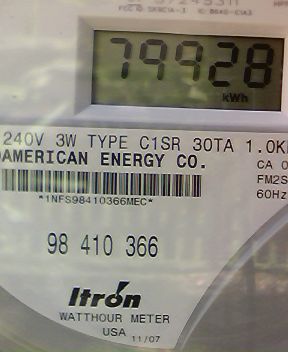 79928
kWh
240V 3W TYPE C1SR 30TA 1.0K
AMERICAN ENERGY CO.
CA 0
*1NFS98410366MEC*
FM2S
60Hz
98 410 366
Itrón
WATTHOUR METER
USA 11/07